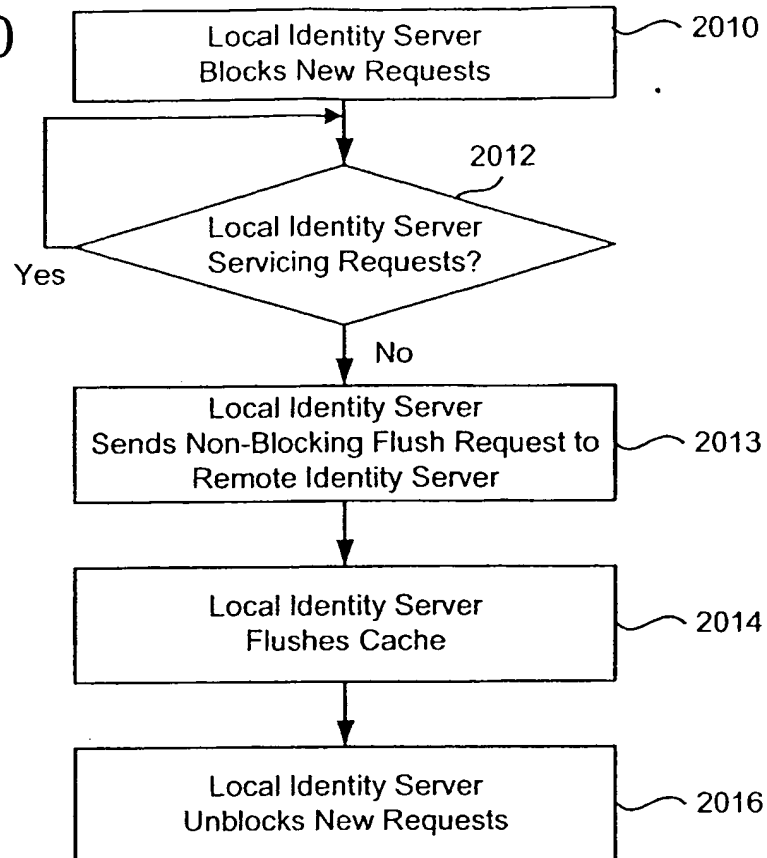 Local Identity Server
Blocks New Requests
2010
2012
Local Identity Server
Servicing Requests?
Yes
No
Local Identity Server
Sends Non-Blocking Flush Request to
Remote Identity Server
2013
Local Identity Server
Flushes Cache
2014
Local Identity Server
Unblocks New Requests
2016